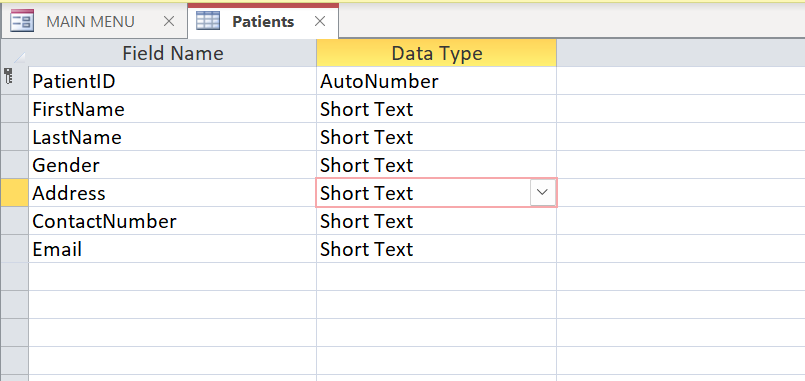 MAIN MENU Patients
Field Name Data Type
PatientID AutoNumber
FirstName Short Text
LastName Short Text
Gender Short Text
Address Short Text
ContactNumber Short Text
Email Short Text